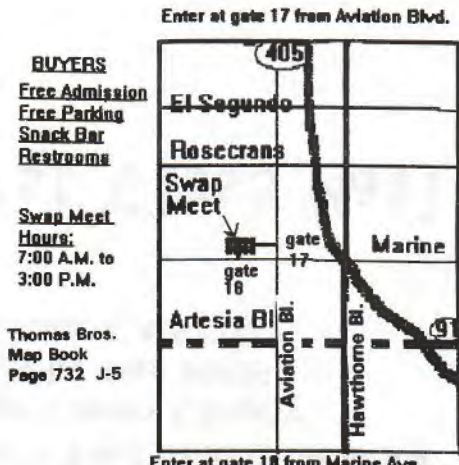 Enter at gate 17 from Aviation Blvd.
BUYERS
Free Admission
Free Parking
Snack Bar
Restrooms
Swap Meet
Hours:
7:00 A.M. to
3:00 P.M.
Thomas Bros.
Map Book
Page 732 J-5
405
El Segundo
Rosecrans
Swap
Meet
gate
17
Marine
gate
18
Artesia Bl
91
Aviation Bl.
Hawthorne Bl.
Enter at gate 18 from Marine Ave